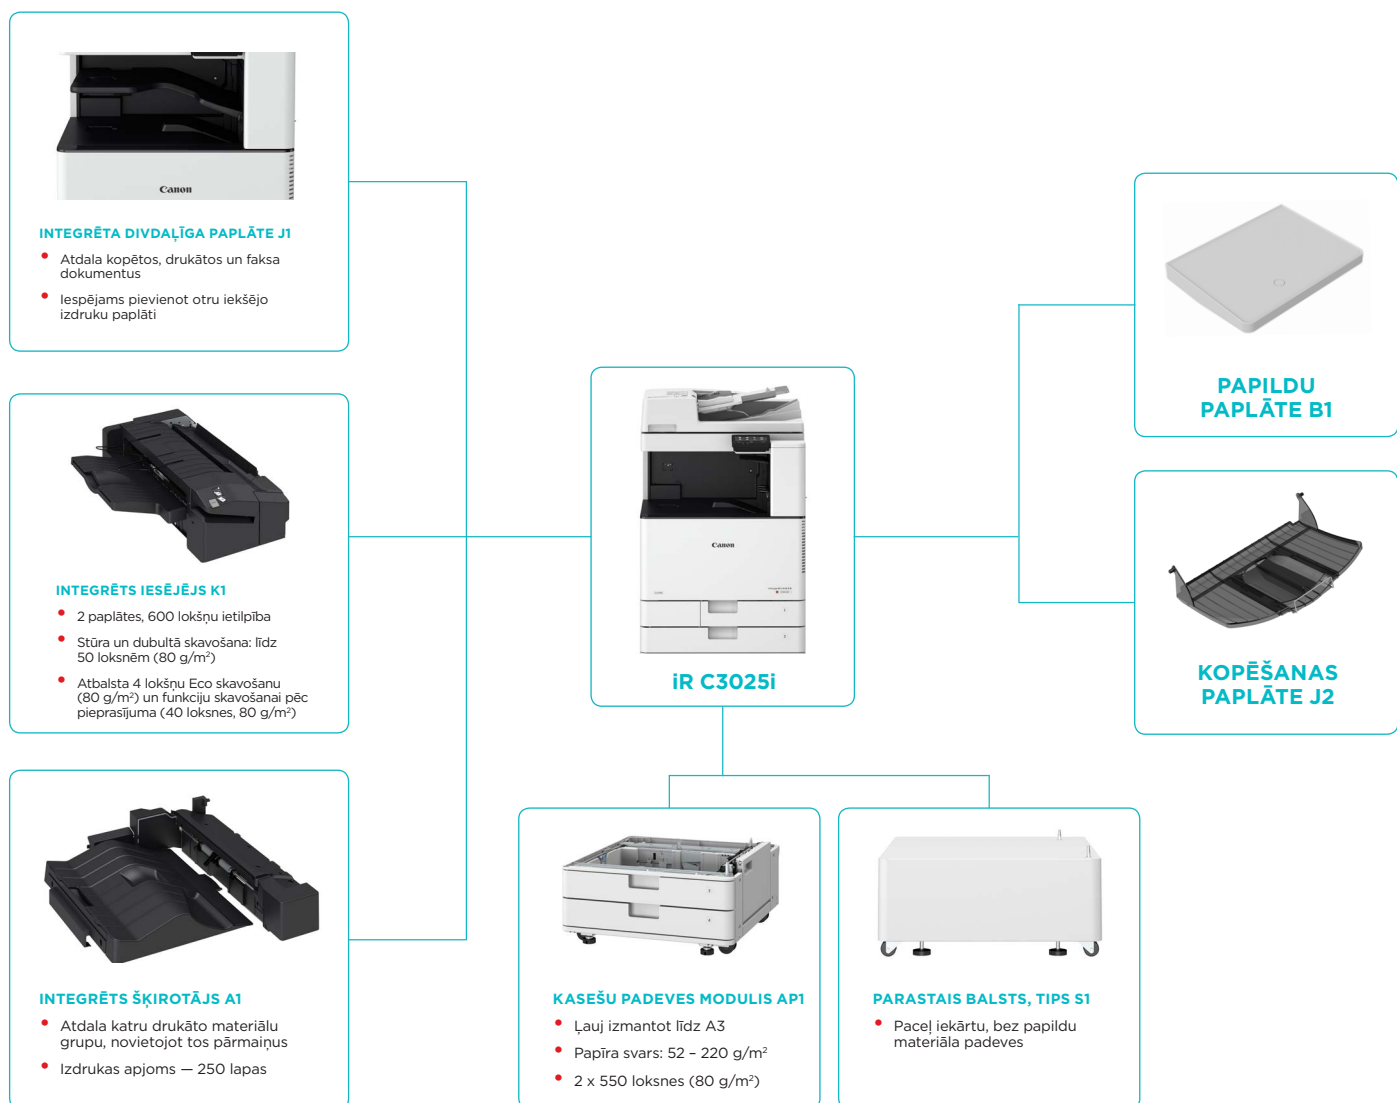 Canon
INTEGRĒTA DIVDAĻĪGA PAPLĀTE J1
• Atdala kopētos, drukātos un faksa
dokumentus
• Iespējams pievienot otru iekšējo
izdruku paplāti
INTEGRĒTS IESĒJĒJS K1
• 2 paplātes, 600 lokšņu ietilpība
• Stūra un dubultā skavošana: līdz
50 loksnēm (80 g/m²)
• Atbalsta 4 lokšņu Eco skavošanu
(80 g/m²) un funkciju skavošanai pēc
pieprasījuma (40 loksnes, 80 g/m²)
INTEGRĒTS ŠĶIROTĀJS A1
• Atdala katru drukāto materiālu
grupu, novietojot tos pārmaiņus
• Izdrukas apjoms — 250 lapas
Canon
iR C3025i
KASEŠU PADEVES MODULIS AP1
• Ļauj izmantot līdz A3
• Papīra svars: 52 – 220 g/m²
• 2 x 550 loksnes (80 g/m²)
PARASTAIS BALSTS, TIPS S1
• Paceļ iekārtu, bez papildu
materiāla padeves
PAPILDU
PAPLĀTE B1
KOPĒŠANAS
PAPLĀTE J2